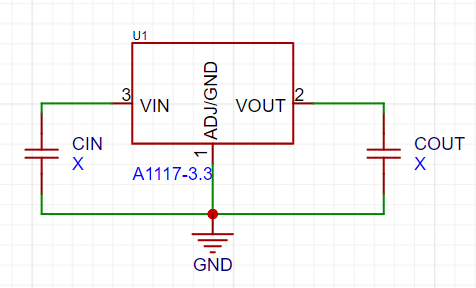 U1
3
VIN
ADJ/GND
VOUT
2
1
A1117-3.3
CIN
X
COUT
X
GND